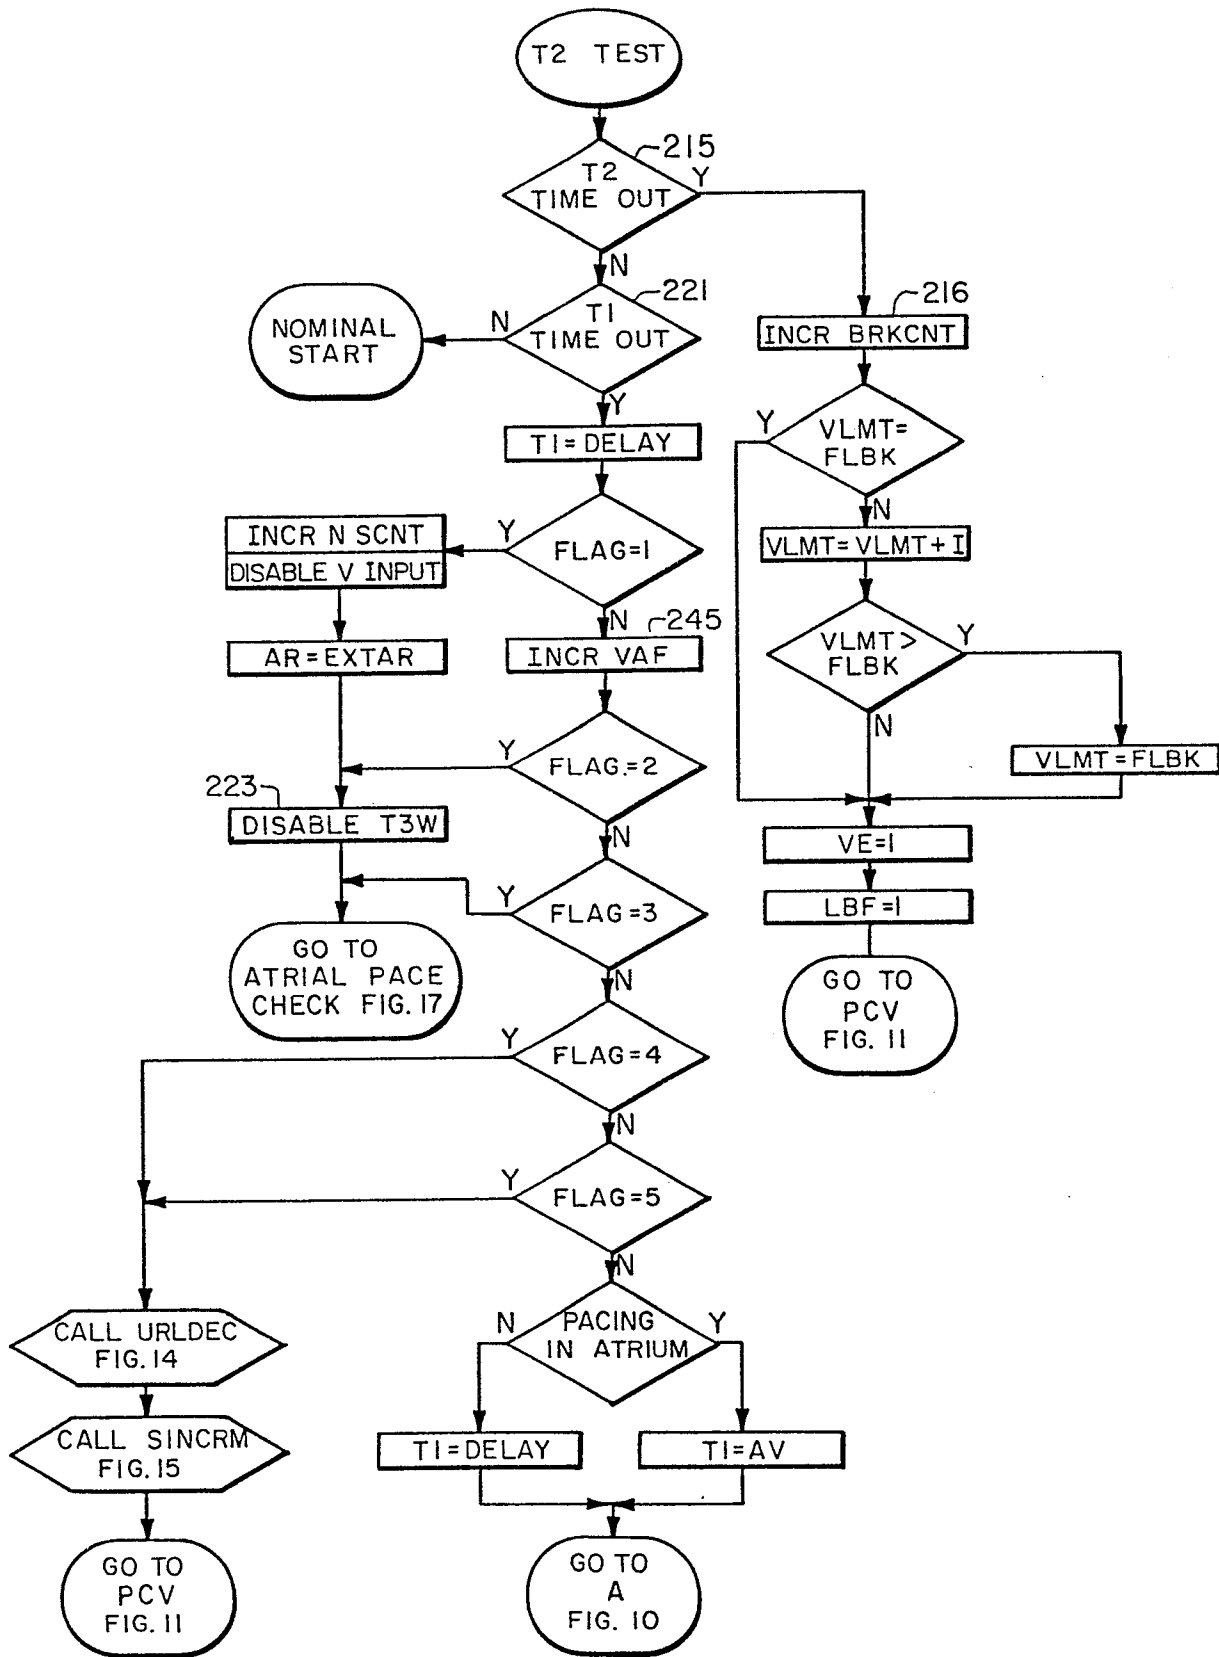 T2 TEST
215
T2
TIME OUT
Y
N
221
T1
TIME OUT
N
NOMINAL
START
216
INCR BRKCNT
Y
T1=DELAY
Y
VLMT=
FLBK
N
INCR N SCNT
DISABLE V INPUT
Y
FLAG=1
VLMT=VLMT+I
N
245
AR=EXTAR
INCR VAF
VLMT>
FLBK
Y
N
Y
FLAG.=2
VLMT=FLBK
223
DISABLE T3W
N
VE=1
Y
FLAG=3
LBF=1
GO TO
ATRIAL PACE
CHECK FIG. 17
N
GO TO
PCV
FIG. 11
Y
FLAG=4
N
Y
FLAG=5
N
N
PACING
IN ATRIUM
Y
CALL URLDEC
FIG. 14
CALL SINCRM
FIG. 15
T1=DELAY
T1=AV
GO TO
PCV
FIG. 11
GO TO
A
FIG. 10